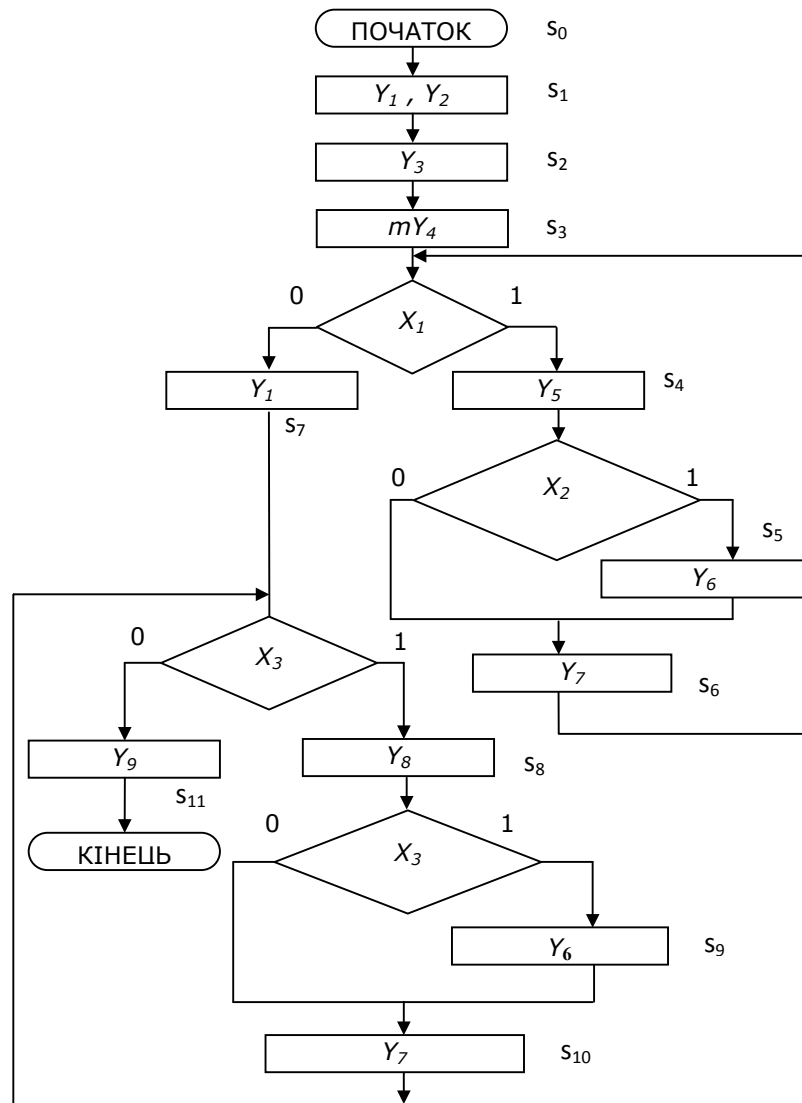 ПОЧАТОК s₀
Y₁ , Y₂ s₁
Y₃ s₂
mY₄ s₃
0 X₁ 1
Y₁ s₇
Y₅ s₄
0 X₂ 1
Y₆ s₅
Y₇ s₆
0 X₃ 1
Y₉ s₁₁
Y₈ s₈
КІНЕЦЬ
0 X₃ 1
Y₆ s₉
Y₇ s₁₀